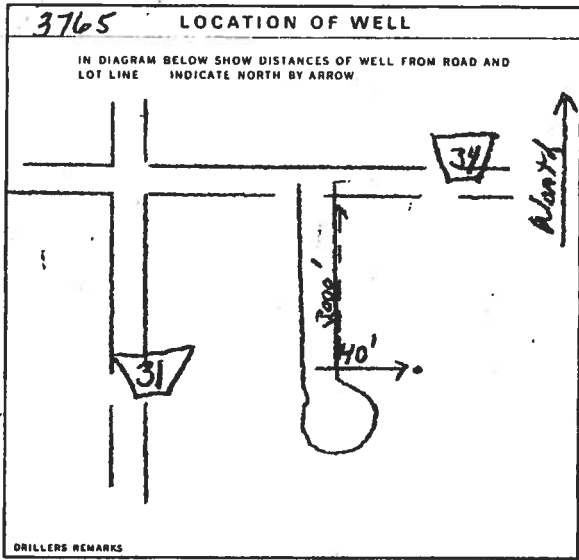 3765 LOCATION OF WELL
IN DIAGRAM BELOW SHOW DISTANCES OF WELL FROM ROAD AND
LOT LINE INDICATE NORTH BY ARROW
34
North
31
40'
DRILLERS REMARKS